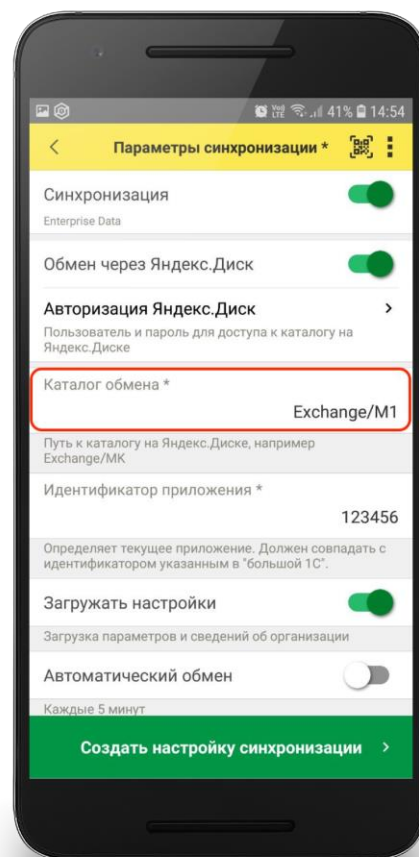 41% 14:54
Параметры синхронизации *
Синхронизация
Enterprise Data
Обмен через Яндекс.Диск
Авторизация Яндекс.Диск
Пользователь и пароль для доступа к каталогу на
Яндекс.Диске
Каталог обмена *
Exchange/M1
Путь к каталогу на Яндекс.Диске, например
Exchange/MK
Идентификатор приложения *
123456
Определяет текущее приложение. Должен совпадать с
идентификатором указанным в "большой 1С".
Загружать настройки
Загрузка параметров и сведений об организации
Автоматический обмен
Каждые 5 минут
Создать настройку синхронизации